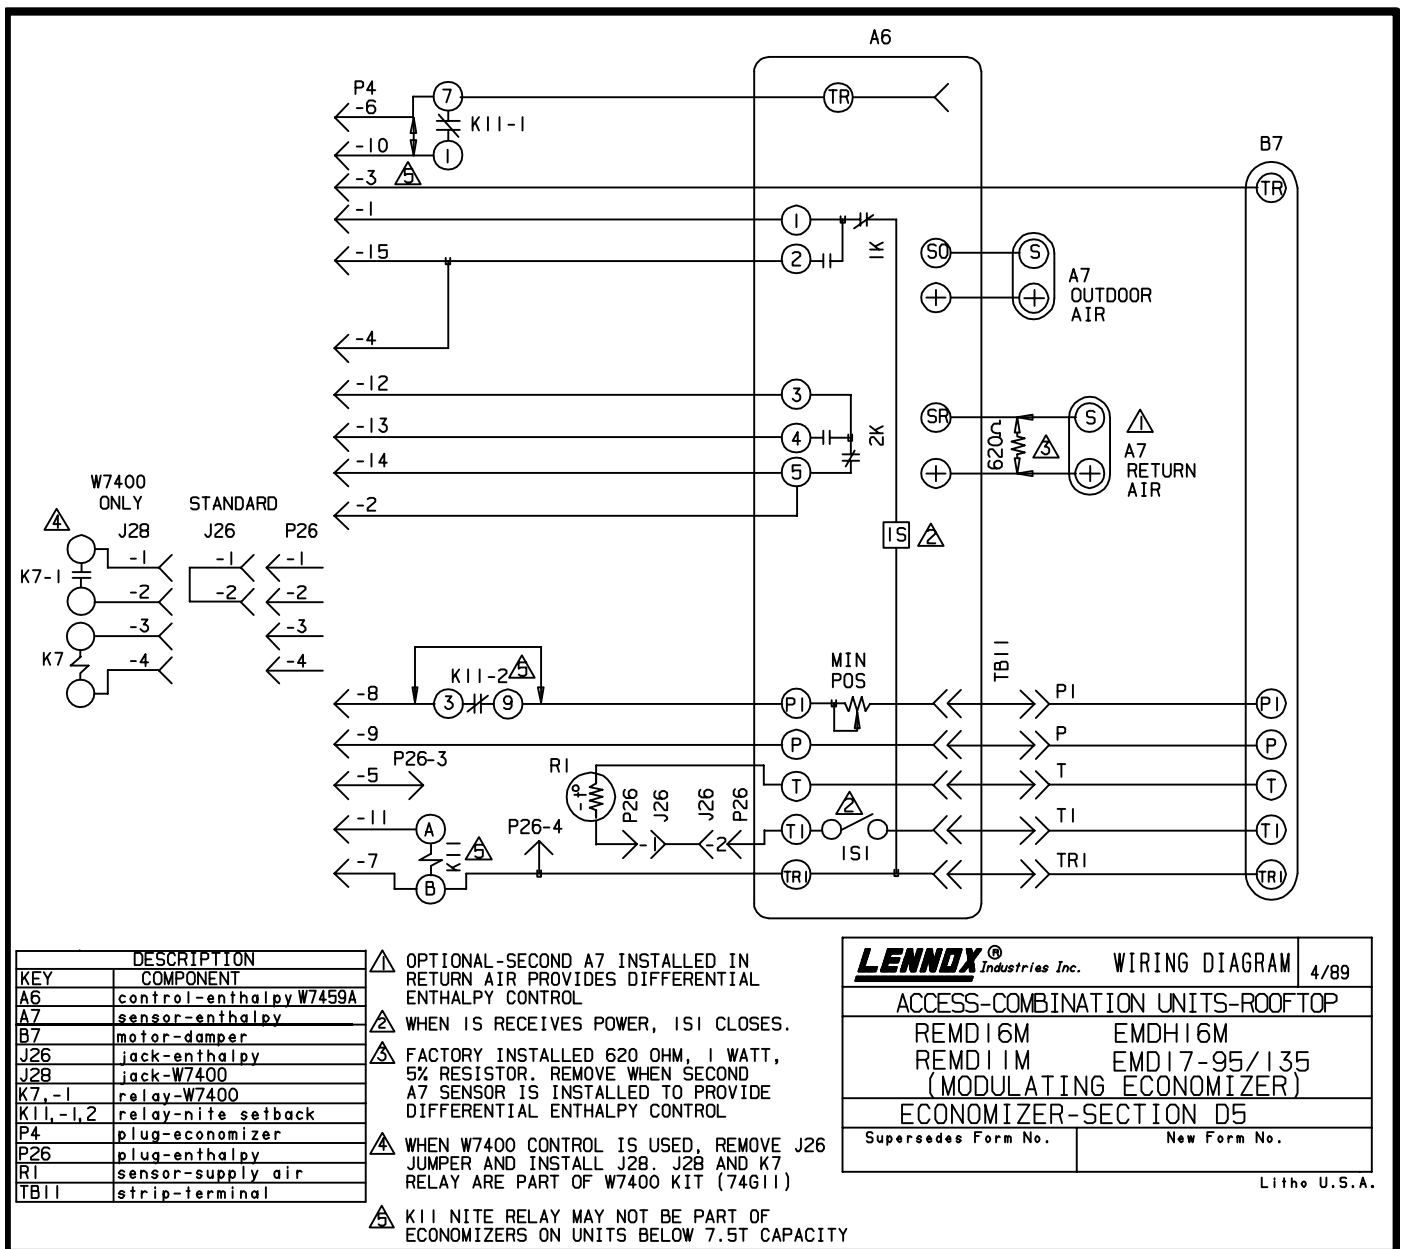 A6
P4
-6
7
TR
K11-1
-10
1
5
B7
-3
TR
-1
1
1K
-15
2
SO
S
+
+
A7
OUTDOOR
AIR
-4
-12
3
-13
4
2K
-14
5
-2
SR
S
1
620Ω
3
+
+
A7
RETURN
AIR
1S
2
W7400
ONLY
STANDARD
4
J28
J26
P26
K7-1
-1
-1
-1
-2
-2
-2
-3
-3
K7
-4
-4
TB11
MIN
POS
K11-2
5
-8
3
9
P1
P1
P1
-9
P
P
P
P26-3
-5
R1
-t°
T
T
T
P26
J26
J26
P26
-1
-2
2
-11
A
P26-4
T1
1S1
T1
T1
K11
5
-7
B
TR1
TR1
TR1
DESCRIPTION
KEY COMPONENT
A6 control-enthalpy W7459A
A7 sensor-enthalpy
B7 motor-damper
J26 jack-enthalpy
J28 jack-W7400
K7,-1 relay-W7400
K11,-1,2 relay-nite setback
P4 plug-economizer
P26 plug-enthalpy
R1 sensor-supply air
TB11 strip-terminal
1 OPTIONAL-SECOND A7 INSTALLED IN
RETURN AIR PROVIDES DIFFERENTIAL
ENTHALPY CONTROL
2 WHEN 1S RECEIVES POWER, 1S1 CLOSES.
3 FACTORY INSTALLED 620 OHM, 1 WATT,
5% RESISTOR. REMOVE WHEN SECOND
A7 SENSOR IS INSTALLED TO PROVIDE
DIFFERENTIAL ENTHALPY CONTROL
4 WHEN W7400 CONTROL IS USED, REMOVE J26
JUMPER AND INSTALL J28. J28 AND K7
RELAY ARE PART OF W7400 KIT (74G11)
5 K11 NITE RELAY MAY NOT BE PART OF
ECONOMIZERS ON UNITS BELOW 7.5T CAPACITY
LENNOX® Industries Inc. WIRING DIAGRAM 4/89
ACCESS-COMBINATION UNITS-ROOFTOP
REMD16M EMDH16M
REMD11M EMD17-95/135
(MODULATING ECONOMIZER)
ECONOMIZER-SECTION D5
Supersedes Form No. New Form No.
Litho U.S.A.